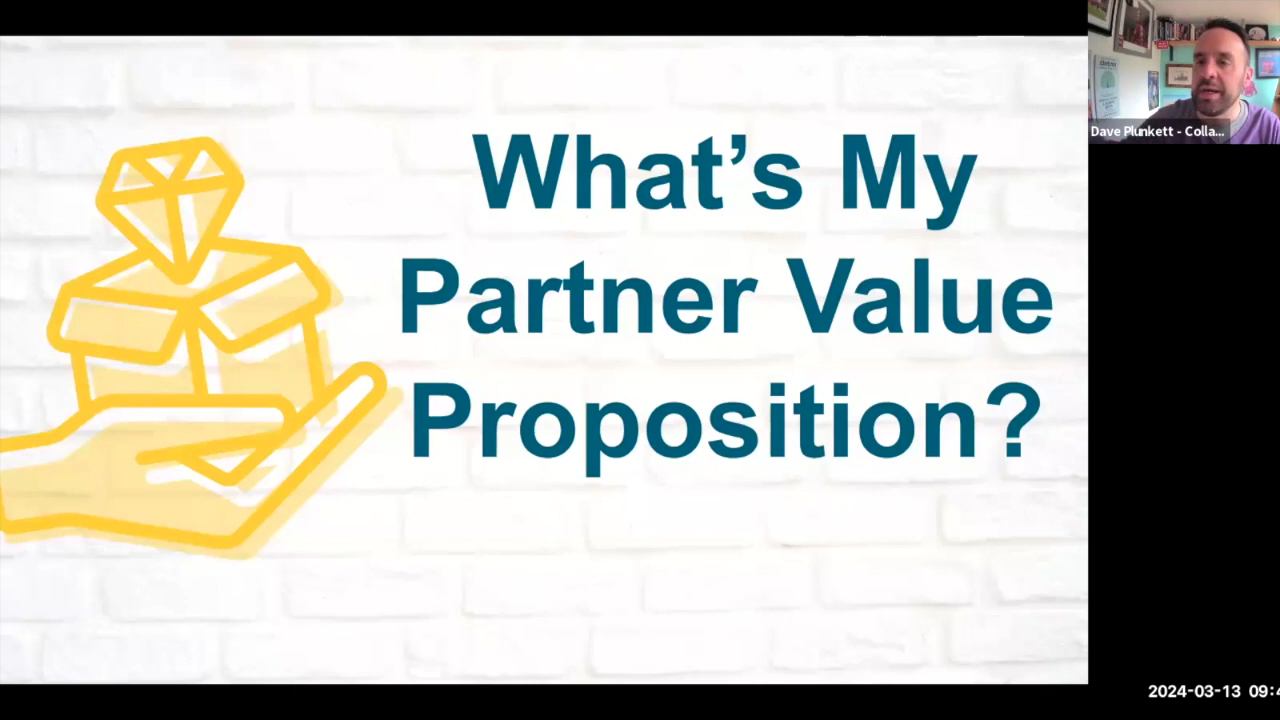 What's My
Partner Value
Proposition?
Dave Plunkett - Colla...
2024-03-13 09:4